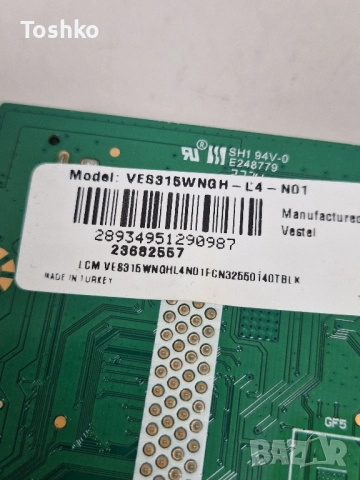 Toshko
SH1 94V-0
E248779
Model: VES315WNGH-L4-N01
Manufactured
Vestel
28934951290987
23682557
LCM VES315WNGHL4N01FCN32550140TBLK
MADE IN TURKEY
GF5
BAZAR